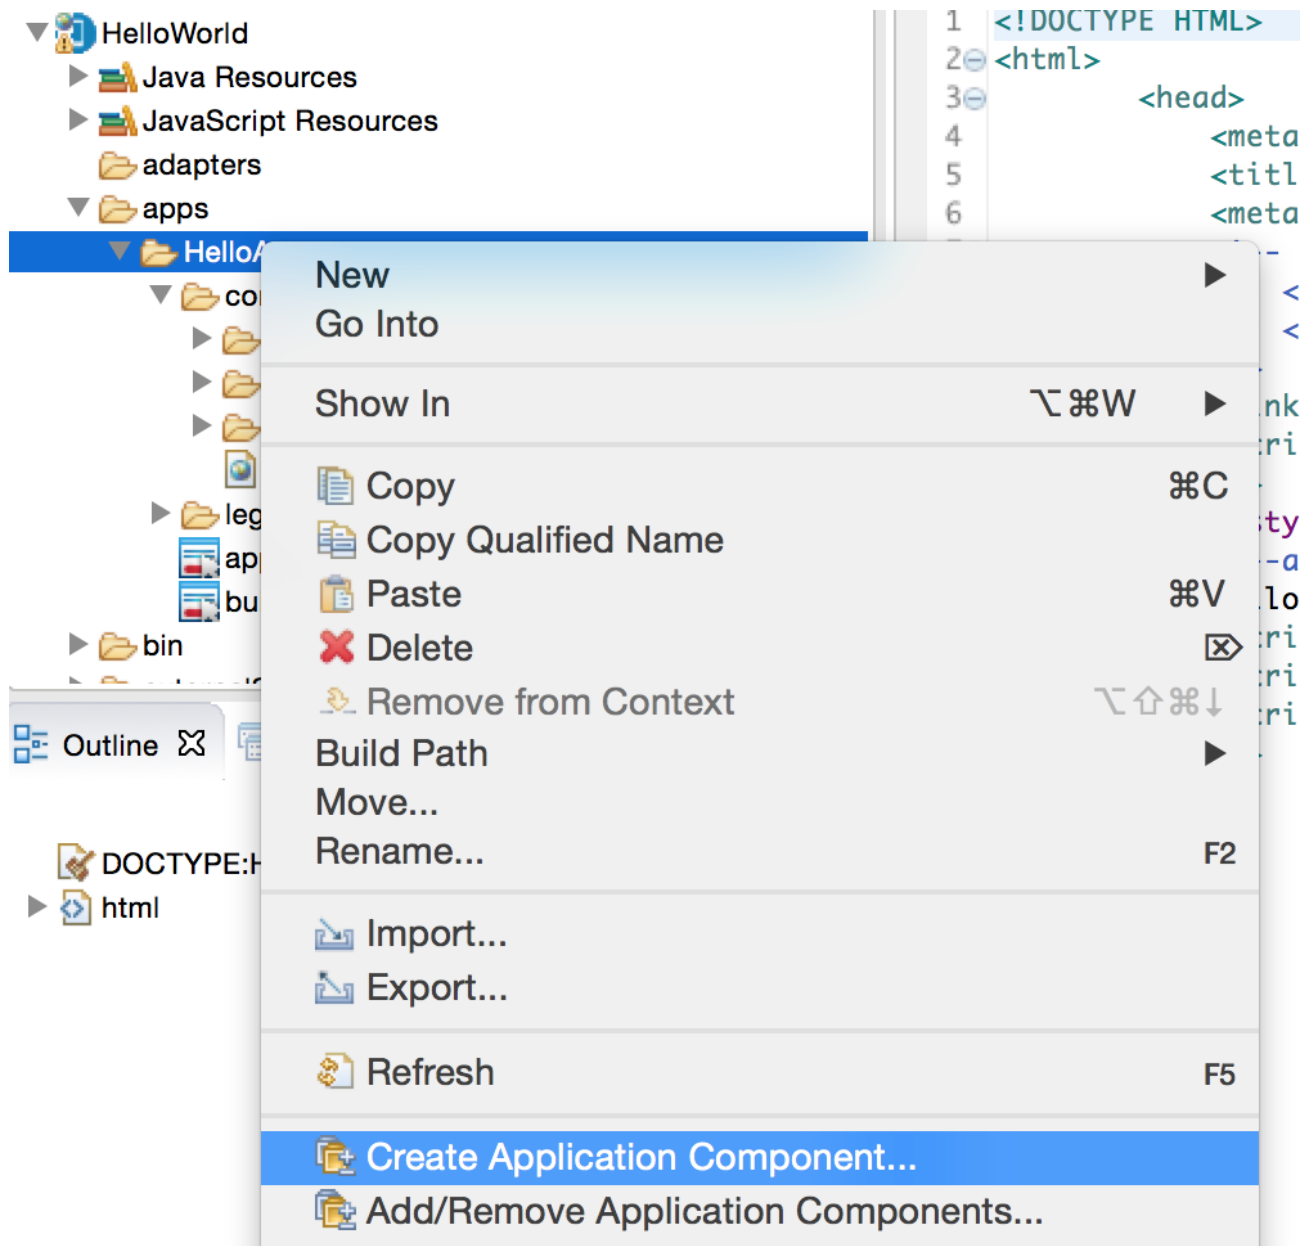 HelloWorld
Java Resources
JavaScript Resources
adapters
apps
bin
Outline
html
1 <!DOCTYPE HTML>
2 <html>
3 <head>
4 <meta
5 <titl
6 <meta
New
Go Into
Show In ⌥⌘W
Copy ⌘C
Copy Qualified Name
Paste ⌘V
Delete ⌦
Remove from Context ⌥⇧⌘↓
Build Path
Move...
Rename... F2
Import...
Export...
Refresh F5
Create Application Component...
Add/Remove Application Components...